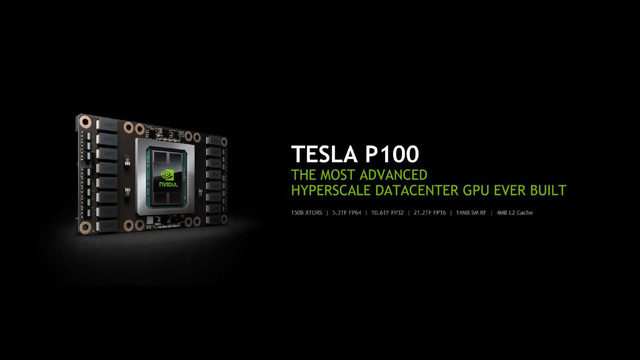 TESLA P100
THE MOST ADVANCED
HYPERSCALE DATACENTER GPU EVER BUILT
150B XTORS | 5.3TF FP64 | 10.6TF FP32 | 21.2TF FP16 | 14MB SM RF | 4MB L2 Cache
NVIDIA